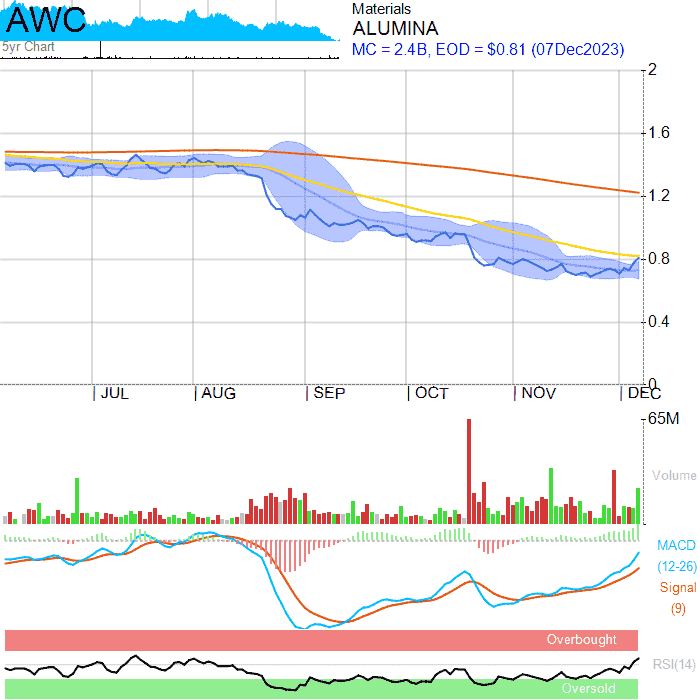 AWC
5yr Chart
Materials
ALUMINA
MC = 2.4B, EOD = $0.81 (07Dec2023)
2
1.6
1.2
0.8
0.4
0
JUL AUG SEP OCT NOV DEC
65M
Volume
MACD
(12-26)
Signal
(9)
Overbought
RSI(14)
Oversold